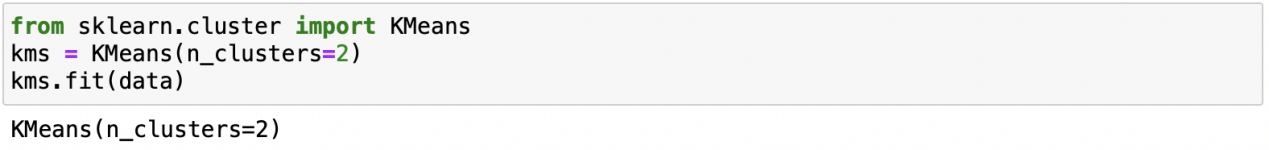 from sklearn.cluster import KMeans
kms = KMeans(n_clusters=2)
kms.fit(data)
KMeans(n_clusters=2)